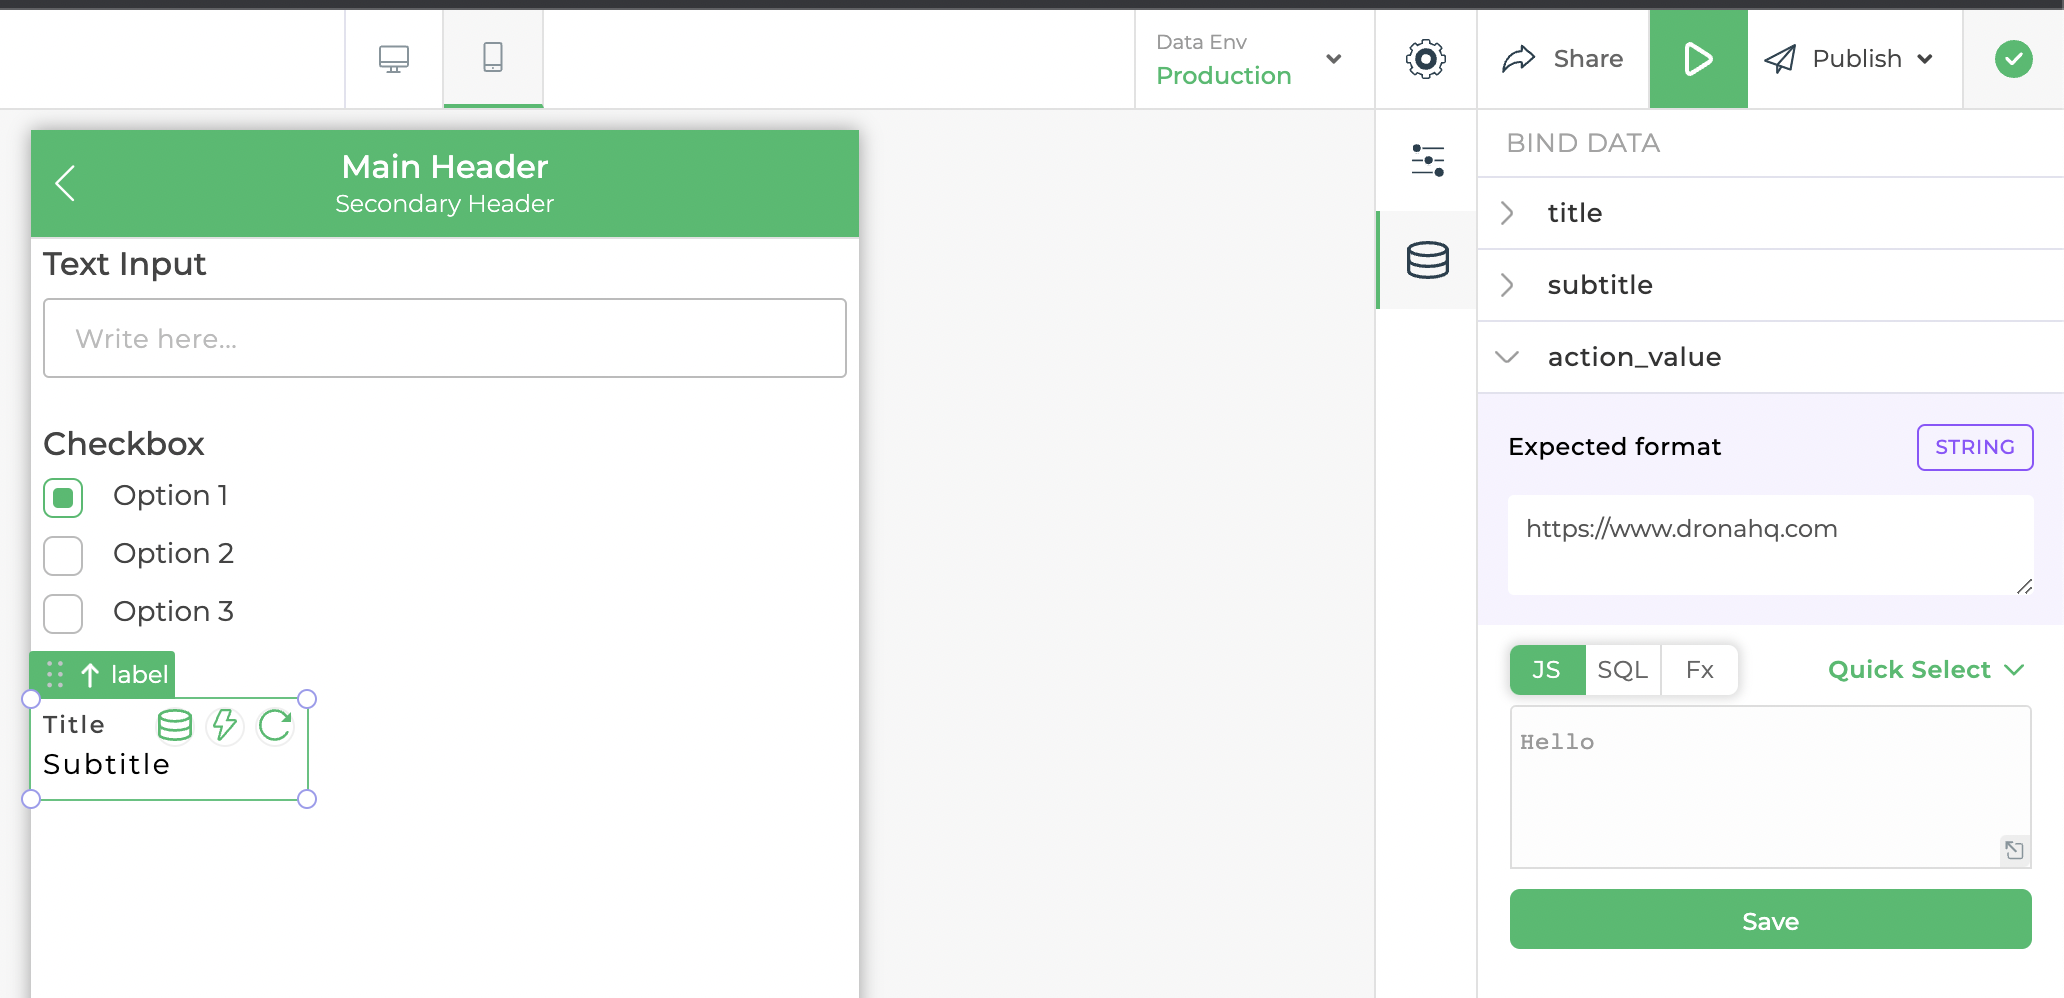 Data Env
Production
Share
Publish
Main Header
Secondary Header
Text Input
Write here...
Checkbox
Option 1
Option 2
Option 3
label
Title
Subtitle
BIND DATA
title
subtitle
action_value
Expected format
STRING
https://www.dronahq.com
JS
SQL
Fx
Quick Select
Hello
Save